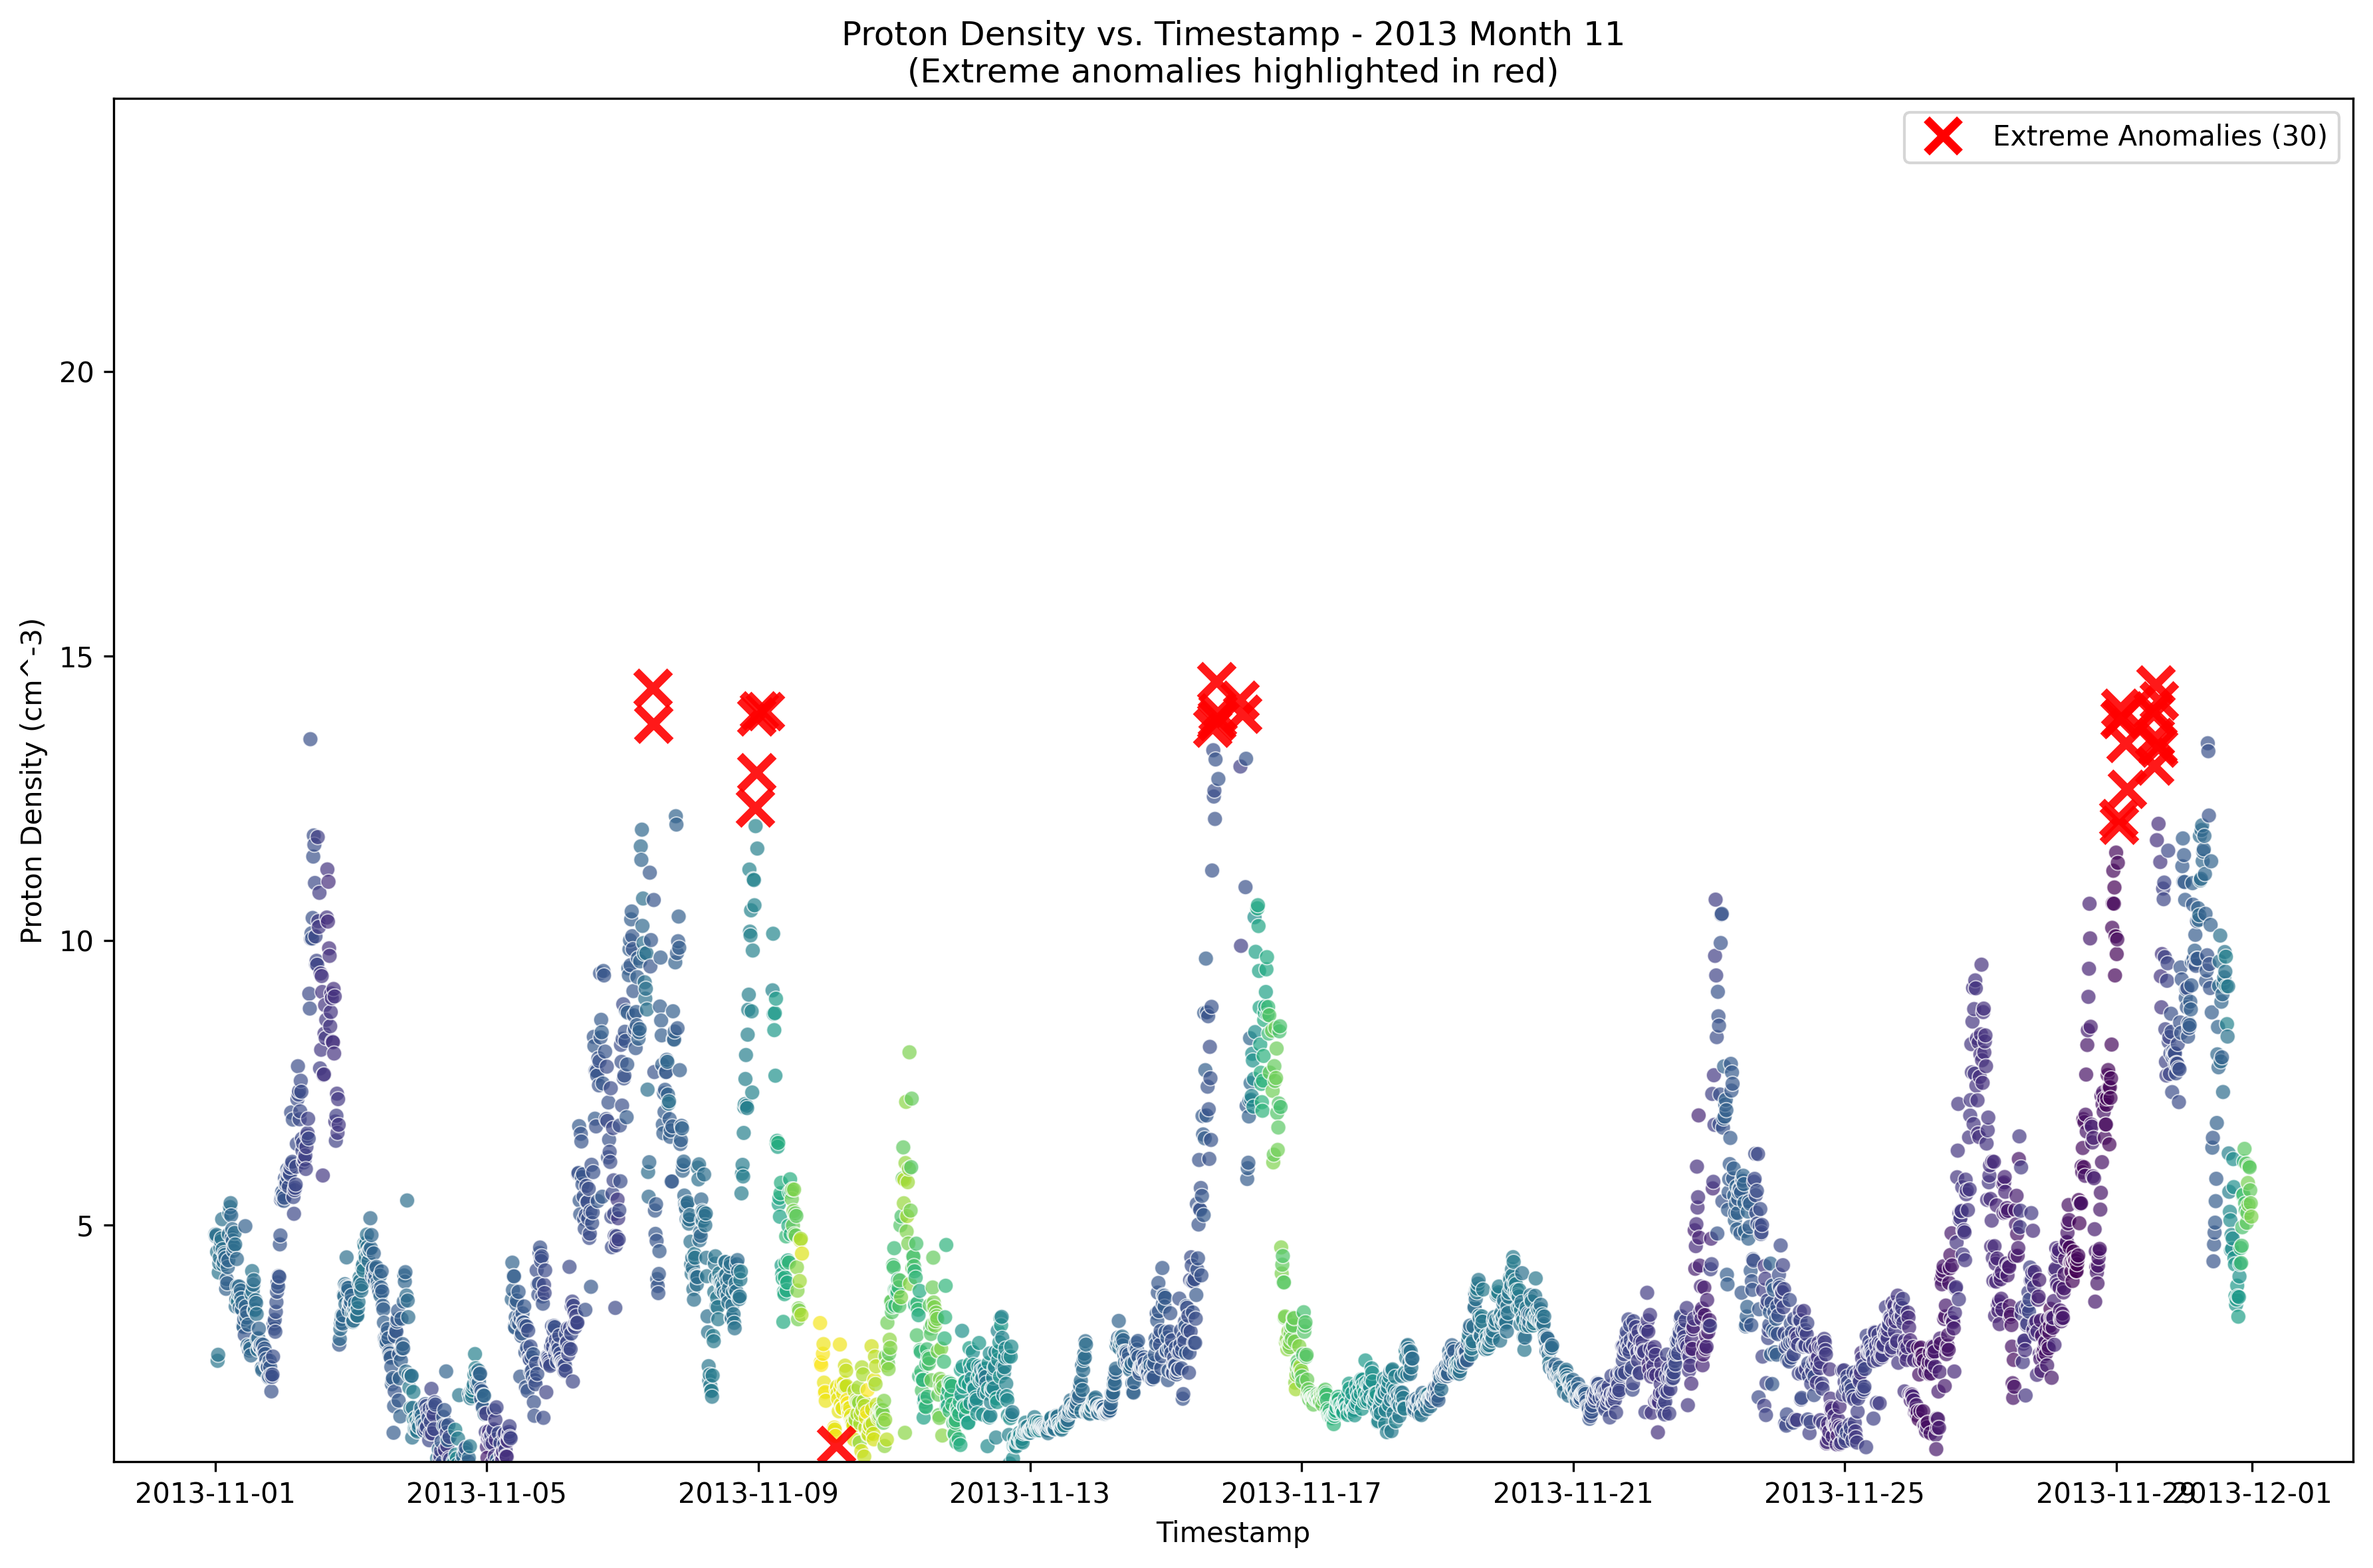 Proton Density vs. Timestamp - 2013 Month 11
(Extreme anomalies highlighted in red)
Extreme Anomalies (30)
Proton Density (cm^-3)
20
15
10
5
2013-11-01
2013-11-05
2013-11-09
2013-11-13
2013-11-17
2013-11-21
2013-11-25
2013-11-29
2013-12-01
Timestamp